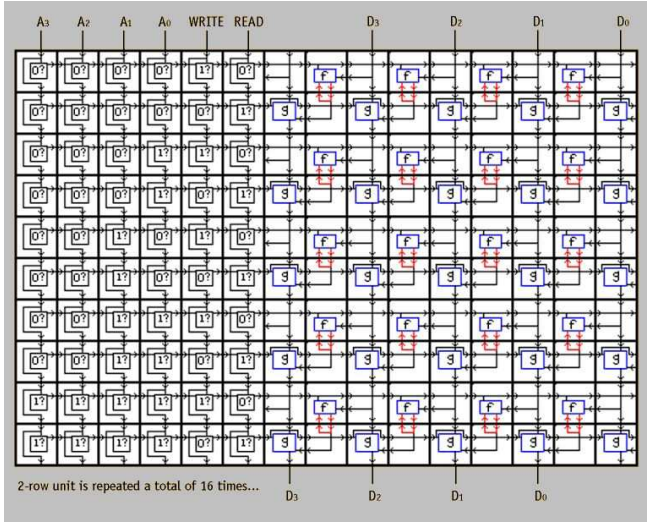 A3 A2 A1 A0 WRITE READ D3 D2 D1 D0
0? 0? 0? 0? 1? 0? f f f f
0? 0? 0? 0? 0? 1? g g g g g
0? 0? 0? 1? 1? 0? f f f f
0? 0? 0? 1? 0? 1? g g g g g
0? 0? 1? 0? 1? 0? f f f f
0? 0? 1? 0? 0? 1? g g g g g
0? 0? 1? 1? 1? 0? f f f f
0? 0? 1? 1? 0? 1? g g g g g
1? 1? 1? 1? 1? 0? f f f f
1? 1? 1? 1? 0? 1? g g g g g
2-row unit is repeated a total of 16 times... D3 D2 D1 D0